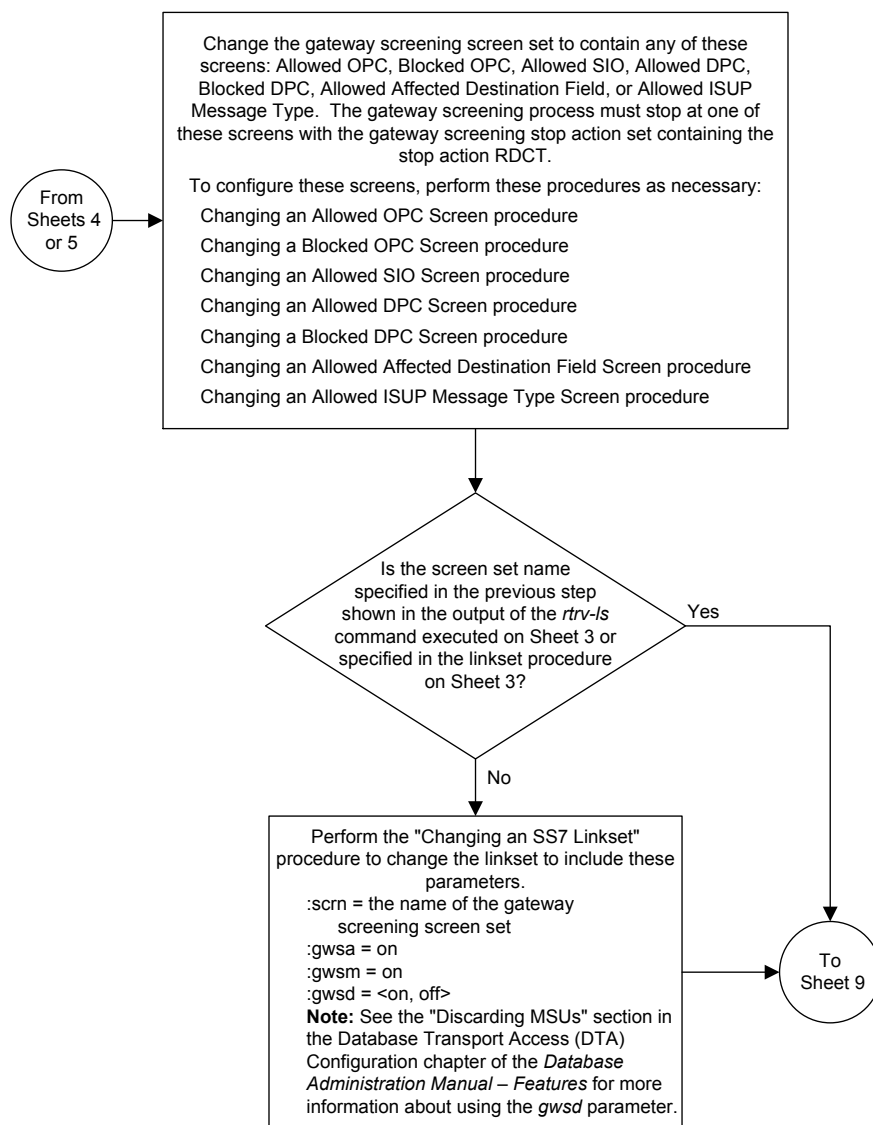 Change the gateway screening screen set to contain any of these
screens: Allowed OPC, Blocked OPC, Allowed SIO, Allowed DPC,
Blocked DPC, Allowed Affected Destination Field, or Allowed ISUP
Message Type.  The gateway screening process must stop at one of
these screens with the gateway screening stop action set containing the
stop action RDCT.
To configure these screens, perform these procedures as necessary:
Changing an Allowed OPC Screen procedure
Changing a Blocked OPC Screen procedure
Changing an Allowed SIO Screen procedure
Changing an Allowed DPC Screen procedure
Changing a Blocked DPC Screen procedure
Changing an Allowed Affected Destination Field Screen procedure
Changing an Allowed ISUP Message Type Screen procedure
From
Sheets 4
or 5
Is the screen set name
specified in the previous step
shown in the output of the rtrv-ls
command executed on Sheet 3 or
specified in the linkset procedure
on Sheet 3?
Yes
No
Perform the "Changing an SS7 Linkset"
procedure to change the linkset to include these
parameters.
:scrn = the name of the gateway
screening screen set
:gwsa = on
:gwsm = on
:gwsd = <on, off>
Note: See the "Discarding MSUs" section in
the Database Transport Access (DTA)
Configuration chapter of the Database
Administration Manual – Features for more
information about using the gwsd parameter.
To
Sheet 9